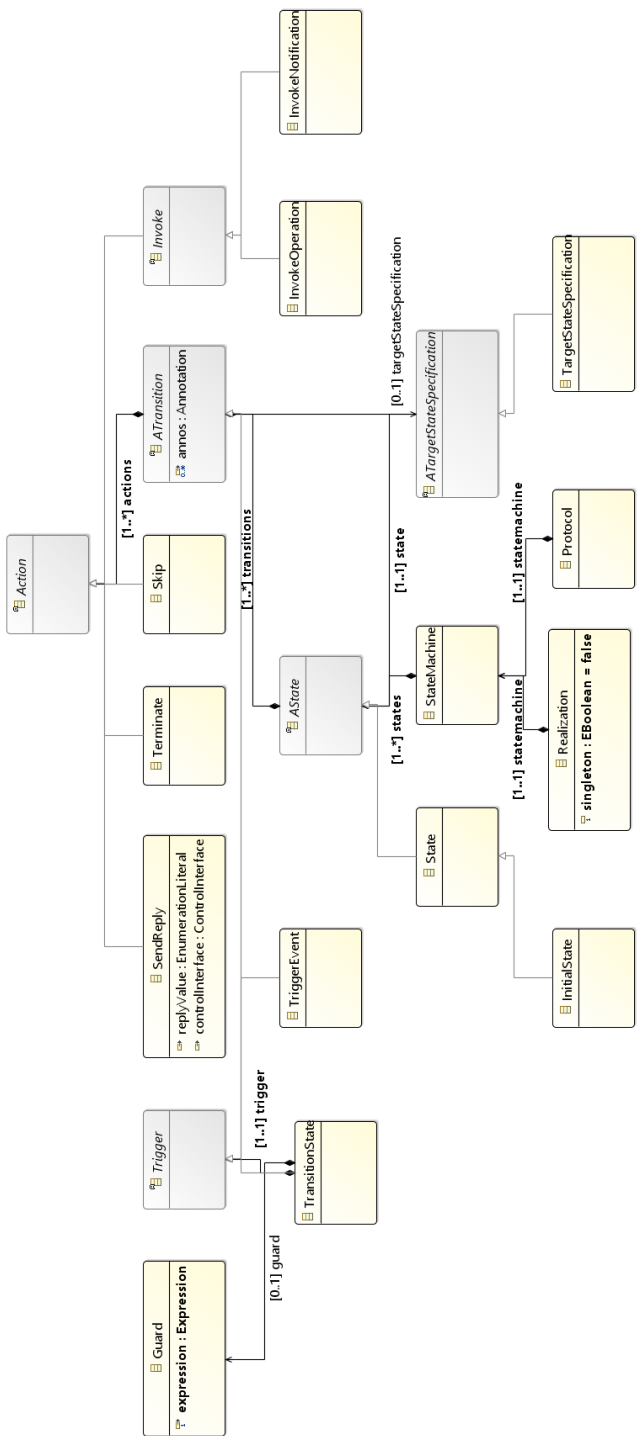 Action
[1..*] actions
Guard
expression : Expression
Trigger
SendReply
replyValue : EnumerationLiteral
controlInterface : ControlInterface
Terminate
Skip
ATransition
annos : Annotation
0..*
Invoke
[0..1] guard
[1..1] trigger
[1..*] transitions
TransitionState
TriggerEvent
AState
InvokeOperation
InvokeNotification
[1..*] states
[1..1] state
[0..1] targetStateSpecification
State
StateMachine
ATargetStateSpecification
[1..1] statemachine
[1..1] statemachine
InitialState
Realization
singleton : EBoolean = false
Protocol
TargetStateSpecification